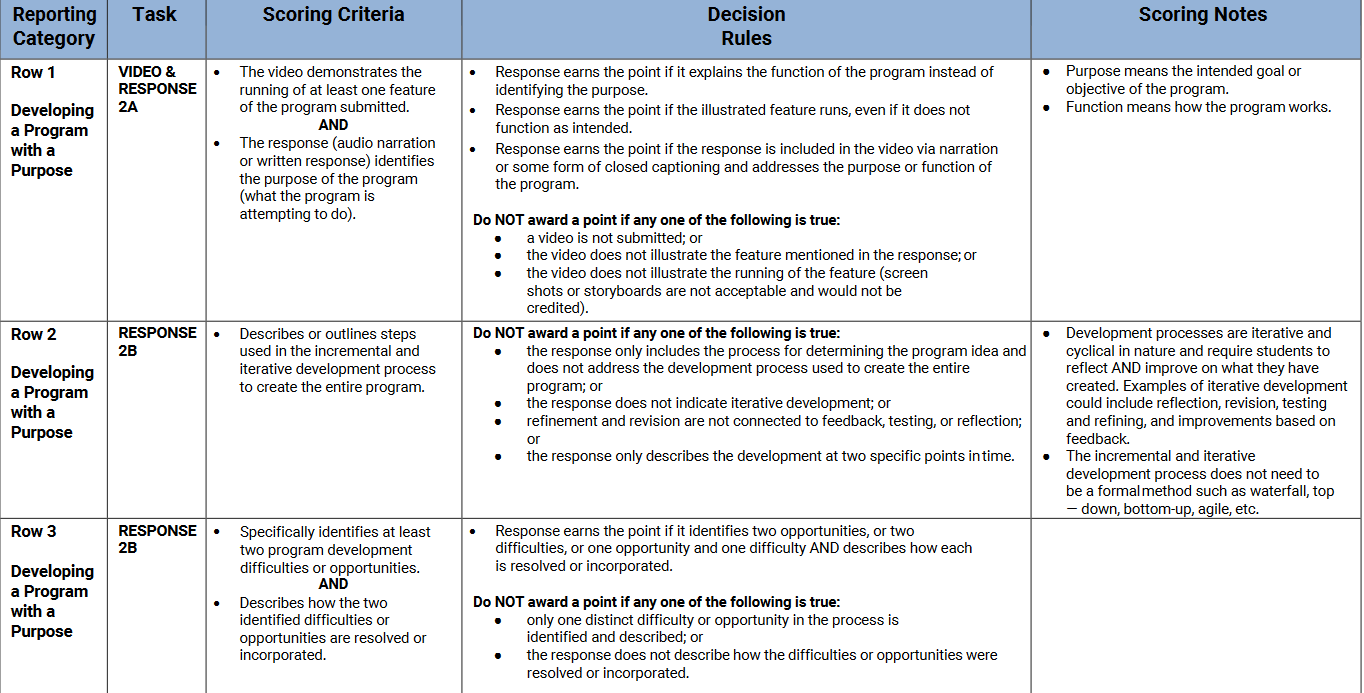 Reporting
Category
Task
Scoring Criteria
Decision
Rules
Scoring Notes
Row 1
Developing
a Program
with a
Purpose
VIDEO &
RESPONSE
2A
• The video demonstrates the
running of at least one feature
of the program submitted.
AND
• The response (audio narration
or written response) identifies
the purpose of the program
(what the program is
attempting to do).
• Response earns the point if it explains the function of the program instead of
identifying the purpose.
• Response earns the point if the illustrated feature runs, even if it does not
function as intended.
• Response earns the point if the response is included in the video via narration
or some form of closed captioning and addresses the purpose or function of
the program.
Do NOT award a point if any one of the following is true:
• a video is not submitted; or
• the video does not illustrate the feature mentioned in the response; or
• the video does not illustrate the running of the feature (screen
shots or storyboards are not acceptable and would not be
credited).
• Purpose means the intended goal or
objective of the program.
• Function means how the program works.
Row 2
Developing
a Program
with a
Purpose
RESPONSE
2B
• Describes or outlines steps
used in the incremental and
iterative development process
to create the entire program.
Do NOT award a point if any one of the following is true:
• the response only includes the process for determining the program idea and
does not address the development process used to create the entire
program; or
• the response does not indicate iterative development; or
• refinement and revision are not connected to feedback, testing, or reflection;
or
• the response only describes the development at two specific points in time.
• Development processes are iterative and
cyclical in nature and require students to
reflect AND improve on what they have
created. Examples of iterative development
could include reflection, revision, testing
and refining, and improvements based on
feedback.
• The incremental and iterative
development process does not need to
be a formal method such as waterfall, top
— down, bottom-up, agile, etc.
Row 3
Developing
a Program
with a
Purpose
RESPONSE
2B
• Specifically identifies at least
two program development
difficulties or opportunities.
AND
• Describes how the two
identified difficulties or
opportunities are resolved or
incorporated.
• Response earns the point if it identifies two opportunities, or two
difficulties, or one opportunity and one difficulty AND describes how each
is resolved or incorporated.
Do NOT award a point if any one of the following is true:
• only one distinct difficulty or opportunity in the process is
identified and described; or
• the response does not describe how the difficulties or opportunities were
resolved or incorporated.